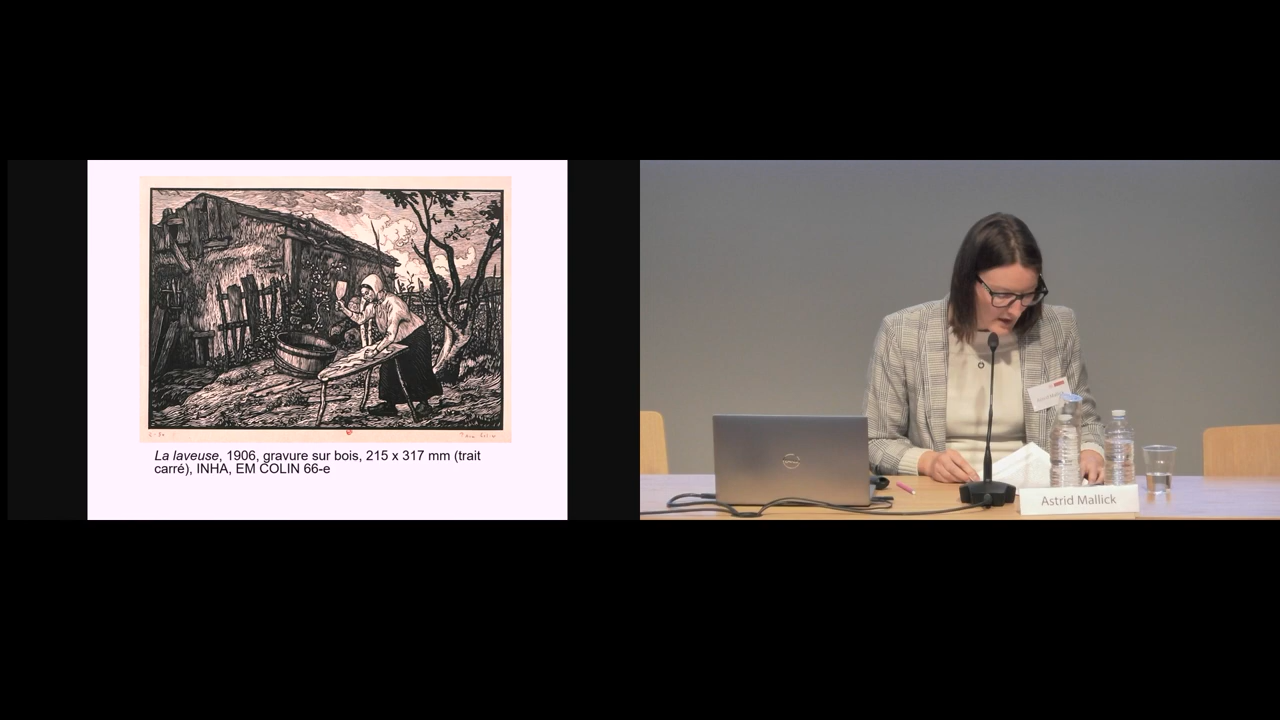 La laveuse, 1906, gravure sur bois, 215 x 317 mm (trait
carré), INHA, EM COLIN 66-e
Astrid Mallick